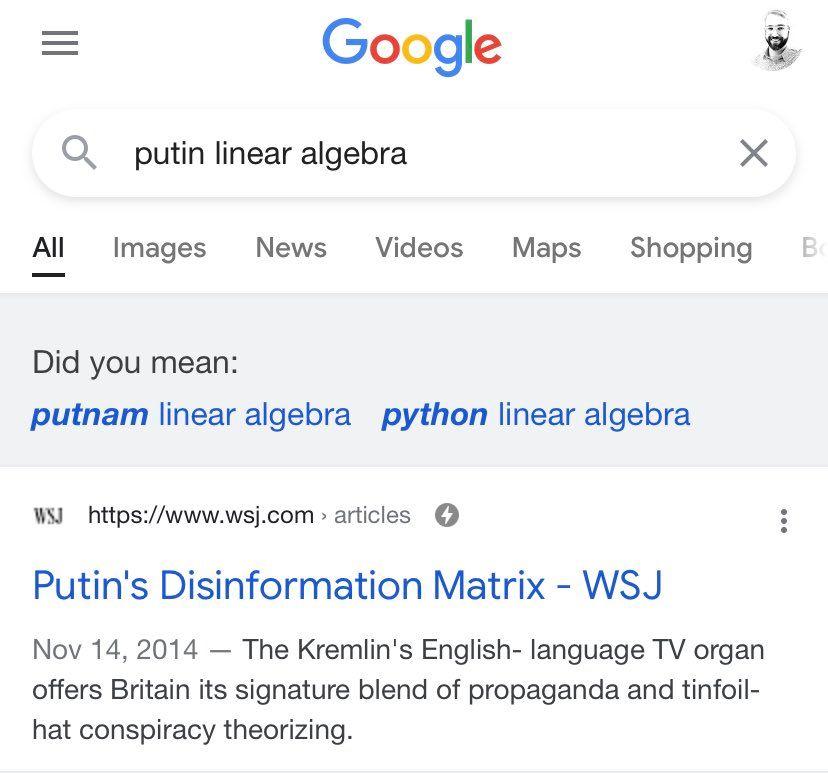 Google
putin linear algebra
All Images News Videos Maps Shopping
Did you mean:
putnam linear algebra python linear algebra
WSJ https://www.wsj.com › articles
Putin's Disinformation Matrix - WSJ
Nov 14, 2014 — The Kremlin's English- language TV organ
offers Britain its signature blend of propaganda and tinfoil-
hat conspiracy theorizing.